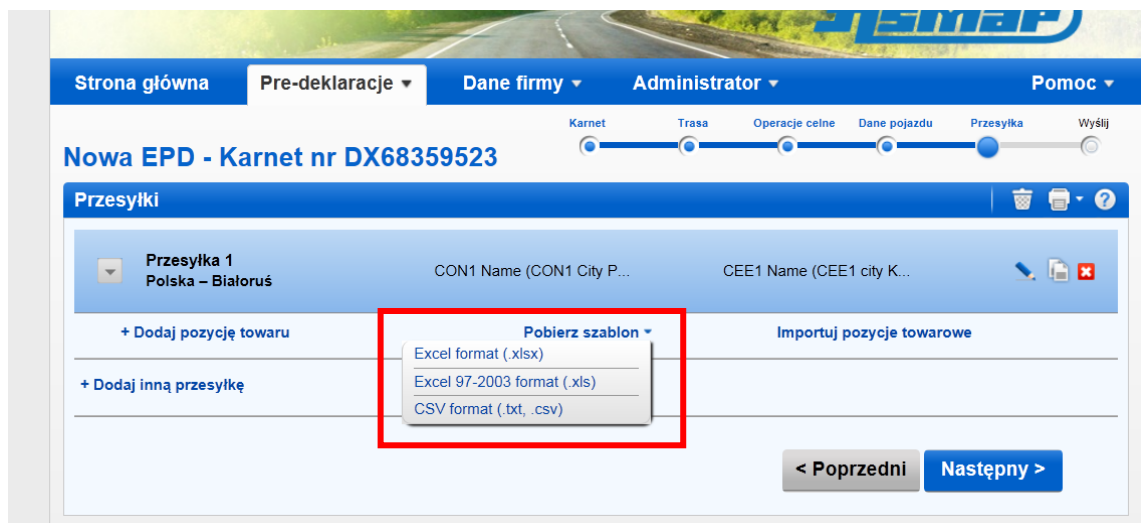 ASMAP
Strona główna Pre-deklaracje Dane firmy Administrator Pomoc
Karnet Trasa Operacje celne Dane pojazdu Przesyłka Wyślij
Nowa EPD - Karnet nr DX68359523
Przesyłki
Przesyłka 1
Polska – Białoruś
CON1 Name (CON1 City P...
CEE1 Name (CEE1 city K...
+ Dodaj pozycję towaru Pobierz szablon Importuj pozycje towarowe
Excel format (.xlsx)
Excel 97-2003 format (.xls)
CSV format (.txt, .csv)
+ Dodaj inną przesyłkę
< Poprzedni Następny >